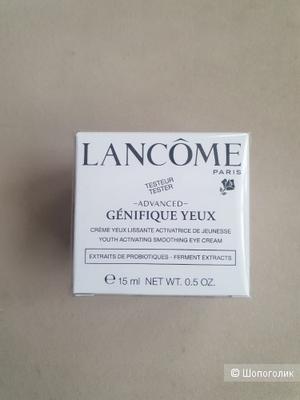 LANCÔME
PARIS
TESTEUR
TESTER
–ADVANCED–
GÉNIFIQUE YEUX
CRÈME YEUX LISSANTE ACTIVATRICE DE JEUNESSE
YOUTH ACTIVATING SMOOTHING EYE CREAM
EXTRAITS DE PROBIOTIQUES - FERMENT EXTRACTS
℮ 15 ml NET WT. 0.5 OZ.
© Шопоголик